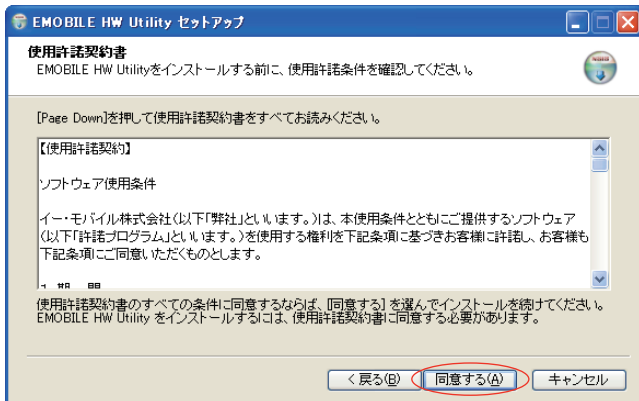 EMOBILE HW Utility セットアップ
使用許諾契約書
EMOBILE HW Utilityをインストールする前に、使用許諾条件を確認してください。
[Page Down]を押して使用許諾契約書をすべてお読みください。
【使用許諾契約】
ソフトウェア使用条件
イー・モバイル株式会社（以下「弊社」といいます。）は、本使用条件とともにご提供するソフトウェア
（以下「許諾プログラム」といいます。）を使用する権利を下記条項に基づきお客様に許諾し、お客様も
下記条項にご同意いただくものとします。
使用許諾契約書のすべての条件に同意するならば、[同意する] を選んでインストールを続けてください。
EMOBILE HW Utility をインストールするには、使用許諾契約書に同意する必要があります。
< 戻る(B)
同意する(A)
キャンセル